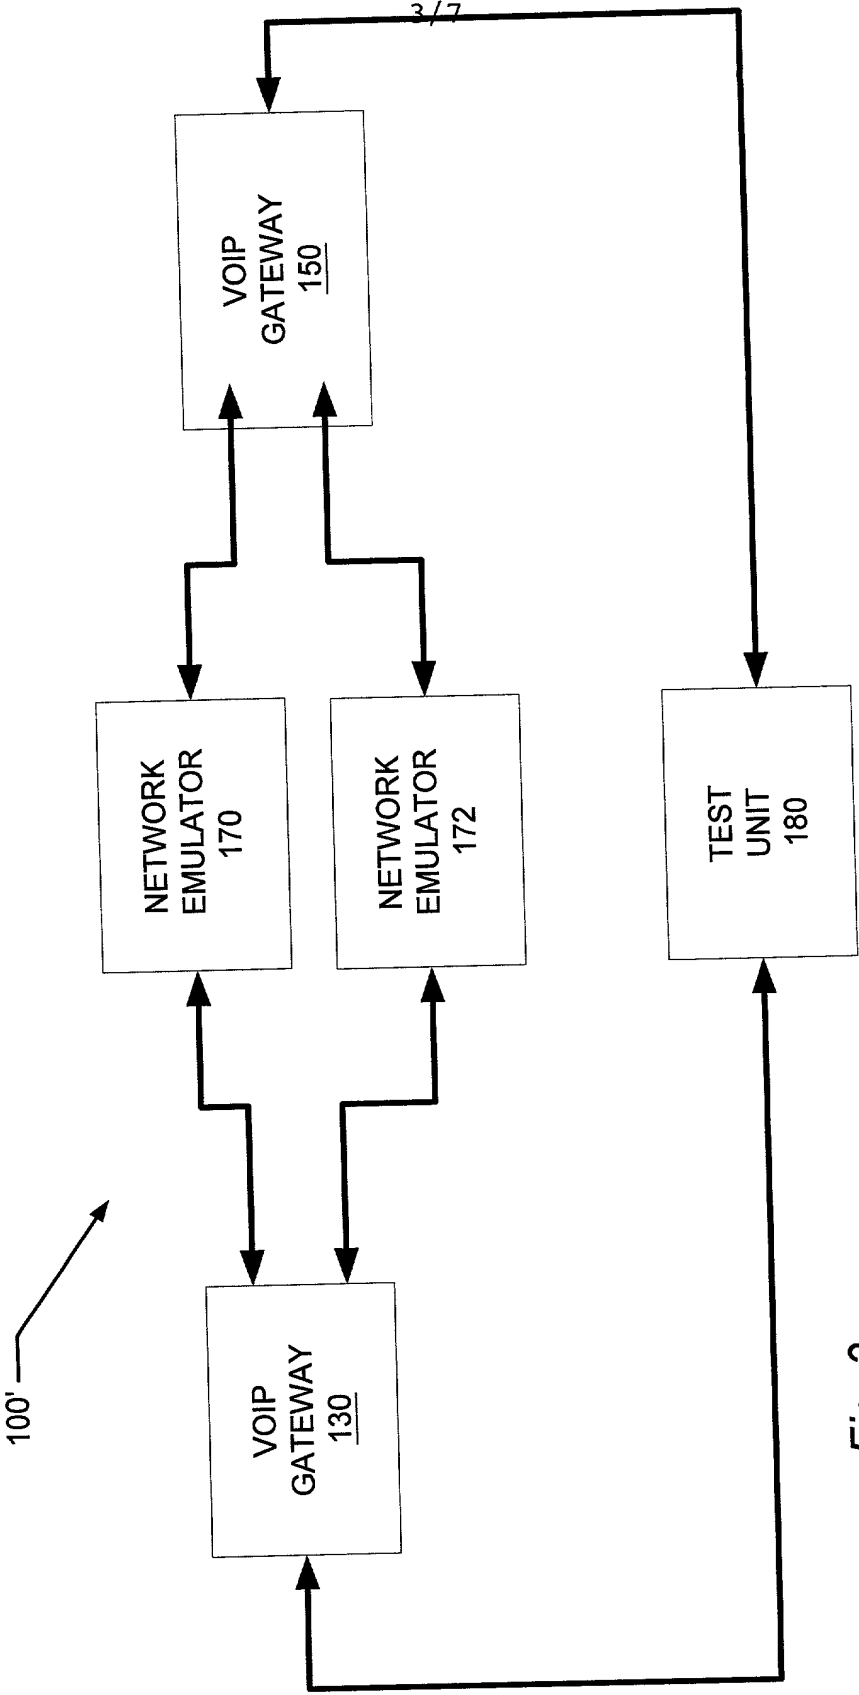 3/7
100'
VOIP
GATEWAY
130
NETWORK
EMULATOR
170
NETWORK
EMULATOR
172
VOIP
GATEWAY
150
TEST
UNIT
180